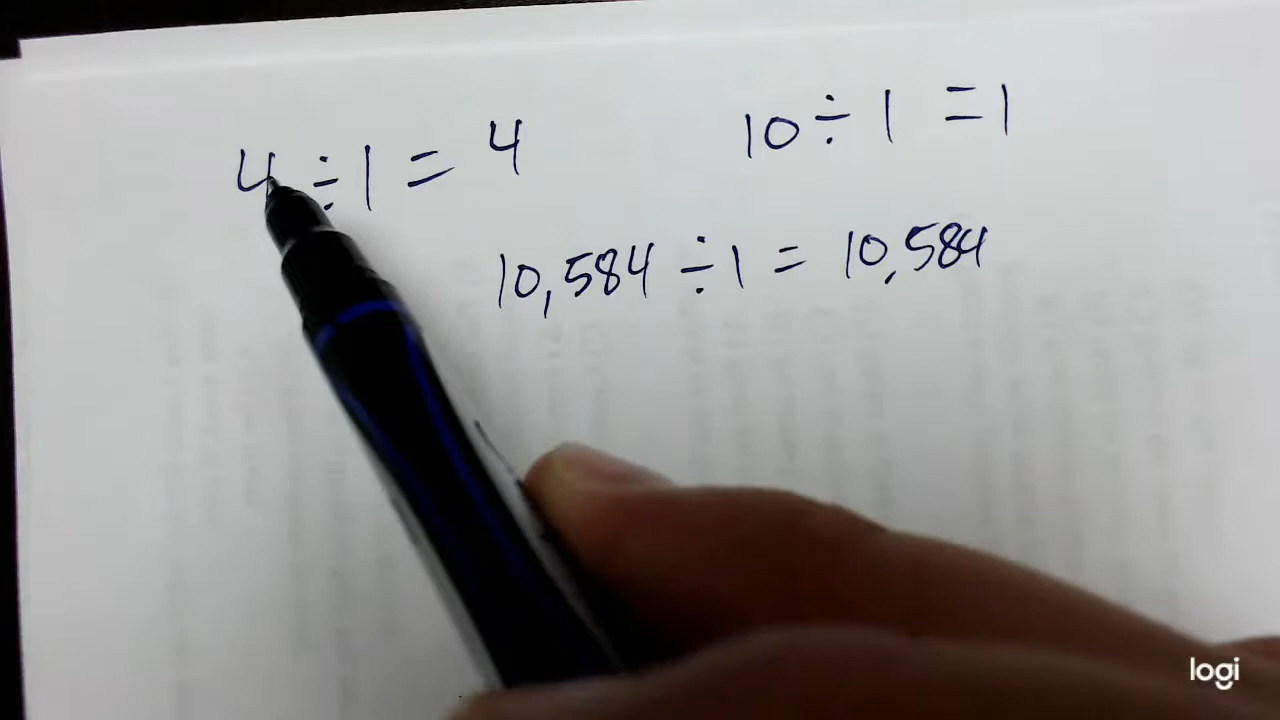 4 ÷ 1 = 4
10 ÷ 1 = 1
10,584 ÷ 1 = 10,584
logi